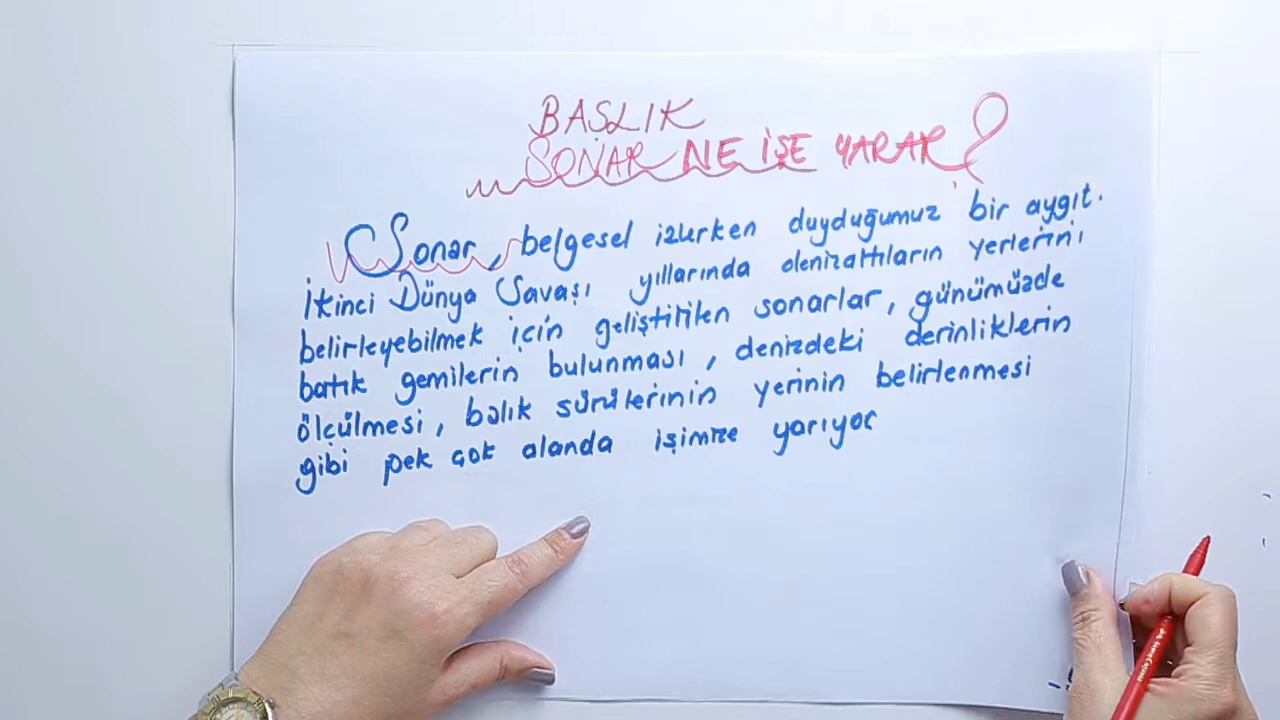 BAŞLIK
SONAR NE İŞE YARAR?
Sonar, belgesel izlerken duyduğumuz bir aygıt.
İkinci Dünya Savaşı yıllarında denizaltıların yerlerini
belirleyebilmek için geliştirilen sonarlar, günümüzde
batık gemilerin bulunması, denizdeki derinliklerin
ölçülmesi, balık sürülerinin yerinin belirlenmesi
gibi pek çok alanda işimize yarıyor